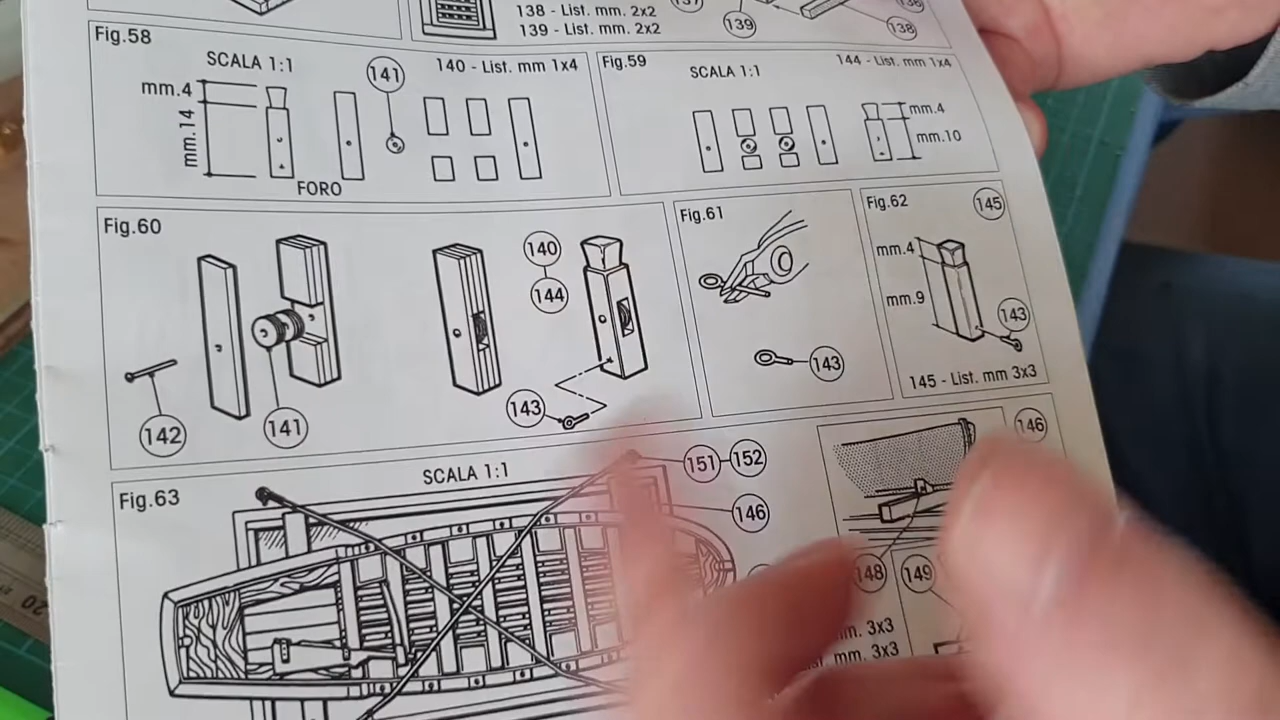 138 - List. mm. 2x2
139 - List. mm. 2x2
139
138
Fig.58
SCALA 1:1
141
140 - List. mm 1x4
mm.4
mm.14
FORO
Fig.59
SCALA 1:1
144 - List. mm 1x4
mm.4
mm.10
Fig.60
140
144
142
141
143
Fig.61
143
Fig.62
145
mm.4
mm.9
143
145 - List. mm 3x3
Fig.63
SCALA 1:1
151
152
146
146
148
149
mm. 3x3
mm. 3x3
20